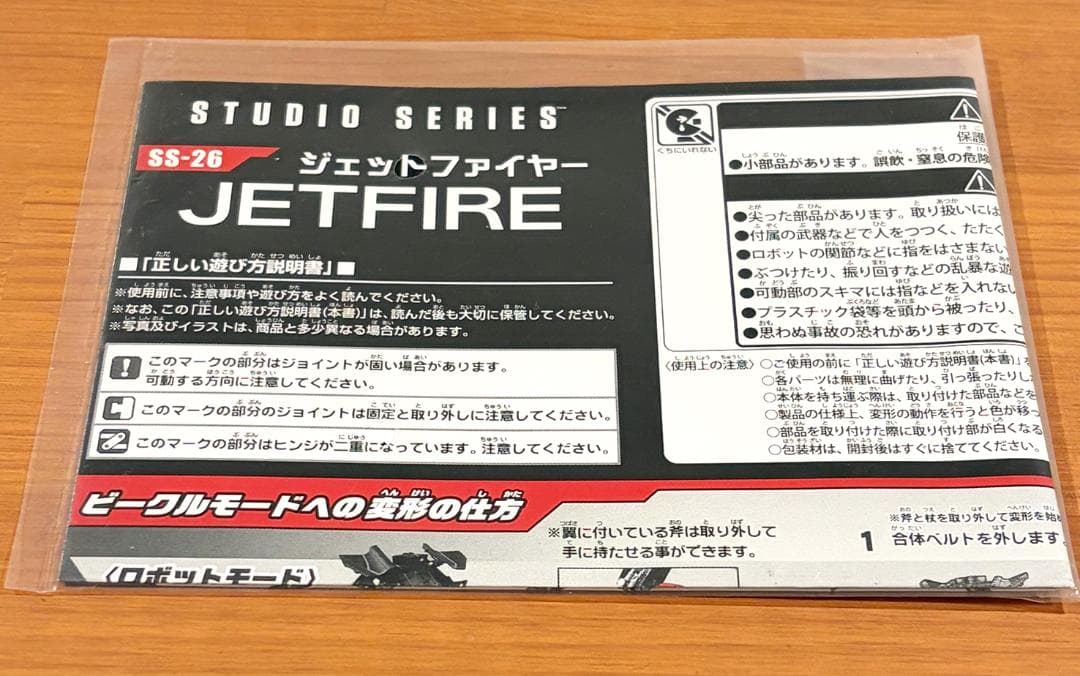 STUDIO SERIES™
SS-26
ジェットファイヤー
JETFIRE
■「正しい遊び方説明書」■
※使用前に、注意事項や遊び方をよく読んでください。
※なお、この「正しい遊び方説明書(本書)」は、読んだ後も大切に保管してください。
※写真及びイラストは、商品と多少異なる場合があります。
このマークの部分はジョイントが固い場合があります。
可動する方向に注意してください。
このマークの部分のジョイントは固定と取り外しに注意してください。
このマークの部分はヒンジが二重になっています。注意してください。
くちにいれない
保護
●小部品があります。誤飲・窒息の危険
●尖った部品があります。取り扱いには
●付属の武器などで人をつつく、たたく
●ロボットの関節などに指をはさまない
●ぶつけたり、振り回すなどの乱暴な遊
●可動部のスキマには指などを入れない
●プラスチック袋等を頭から被ったり、
●思わぬ事故の恐れがありますので、こ
〈使用上の注意〉○ご使用の前に「正しい遊び方説明書(本書)」を
○各パーツは無理に曲げたり、引っ張ったりし
○本体を持ち運ぶ際は、取り付けた部品などを
○製品の仕様上、変形の動作を行うと色が移っ
○部品を取り付けた際に取り付け部が白くなる
○包装材は、開封後はすぐに捨ててください。
ビークルモードへの変形の仕方
※翼に付いている斧は取り外して
手に持たせる事ができます。
※斧と杖を取り外して変形を始め
1 合体ベルトを外します
〈ロボットモード〉